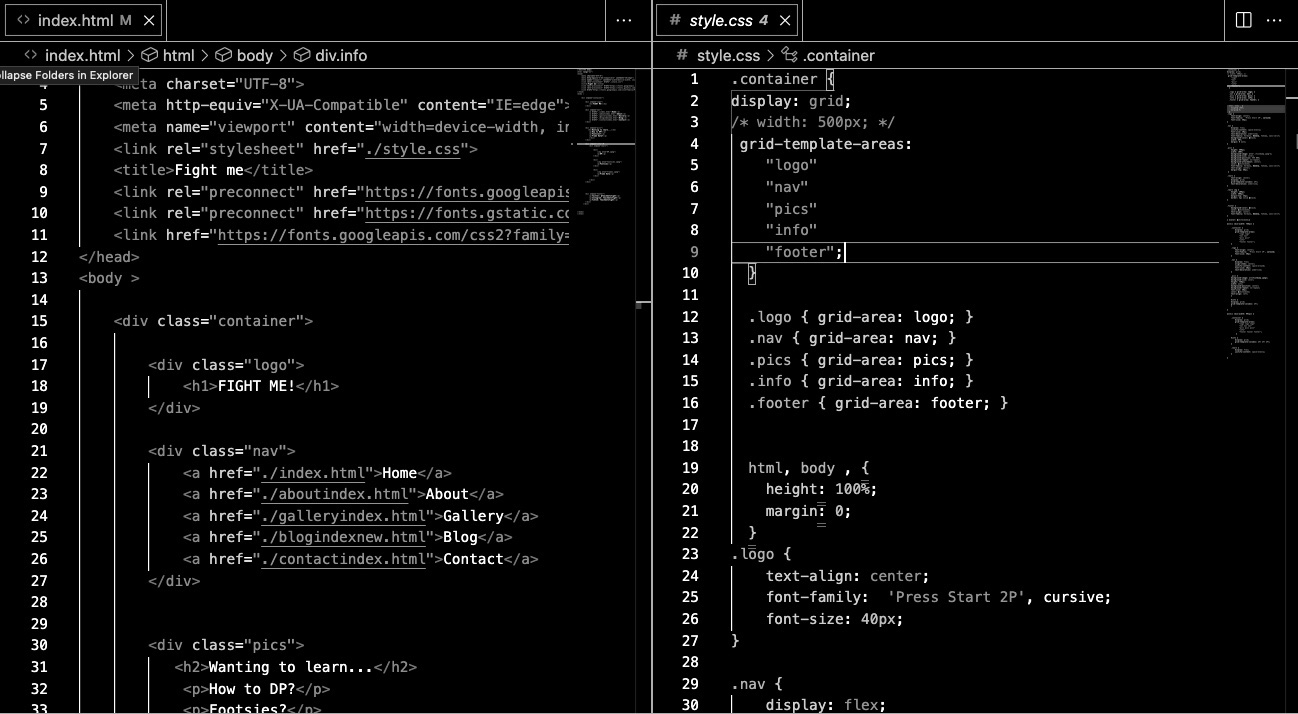 index.html M
index.html > html > body > div.info
ollapse Folders in Explorer
4 <meta charset="UTF-8">
5 <meta http-equiv="X-UA-Compatible" content="IE=edge">
6 <meta name="viewport" content="width=device-width,
7 <link rel="stylesheet" href="./style.css">
8 <title>Fight me</title>
9 <link rel="preconnect" href="https://fonts.googleapis
10 <link rel="preconnect" href="https://fonts.gstatic.co
11 <link href="https://fonts.googleapis.com/css2?family=
12 </head>
13 <body >
14
15 <div class="container">
16
17 <div class="logo">
18 <h1>FIGHT ME!</h1>
19 </div>
20
21 <div class="nav">
22 <a href="./index.html">Home</a>
23 <a href="./aboutindex.html">About</a>
24 <a href="./galleryindex.html">Gallery</a>
25 <a href="./blogindexnew.html">Blog</a>
26 <a href="./contactindex.html">Contact</a>
27 </div>
28
29
30 <div class="pics">
31 <h2>Wanting to learn...</h2>
32 <p>How to DP?</p>
33 <p>Footsies?</p>
style.css 4
style.css > .container
1 .container {
2 display: grid;
3 /* width: 500px; */
4 grid-template-areas:
5 "logo"
6 "nav"
7 "pics"
8 "info"
9 "footer";
10 }
11
12 .logo { grid-area: logo; }
13 .nav { grid-area: nav; }
14 .pics { grid-area: pics; }
15 .info { grid-area: info; }
16 .footer { grid-area: footer; }
17
18
19 html, body , {
20 height: 100%;
21 margin: 0;
22 }
23 .logo {
24 text-align: center;
25 font-family:  'Press Start 2P', cursive;
26 font-size: 40px;
27 }
28
29 .nav {
30 display: flex;